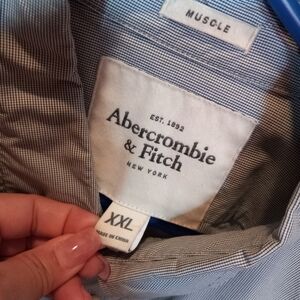 MUSCLE
EST. 1892
Abercrombie
& Fitch
NEW YORK
XXL
MADE IN CHINA